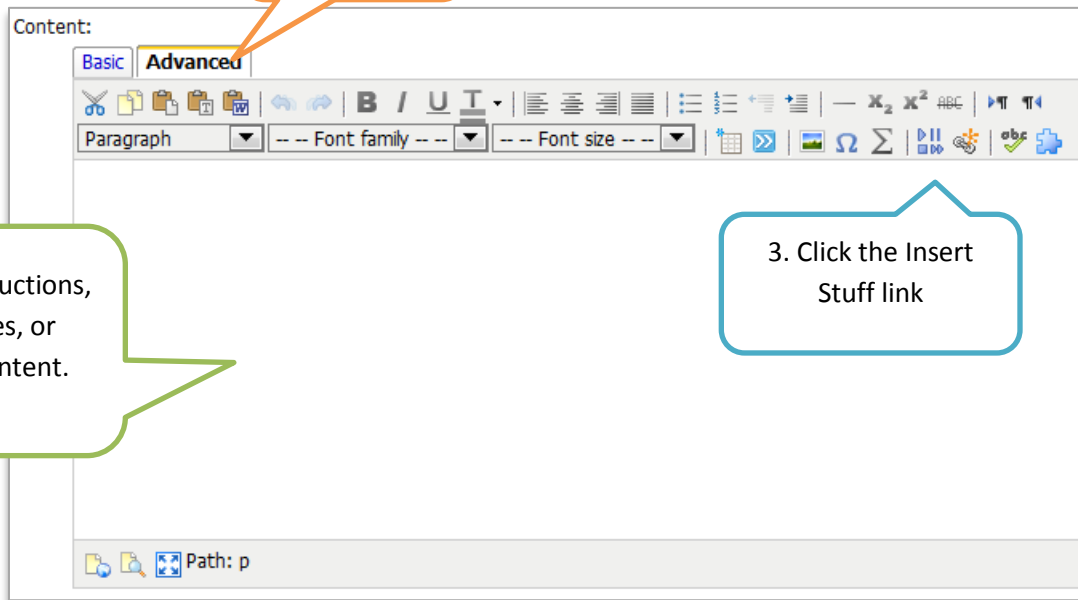 Content:
Basic Advanced
B I U T ABC
Paragraph -- -- Font family -- -- -- -- Font size -- --
3. Click the Insert
Stuff link
uctions,
es, or
ntent.
Path: p